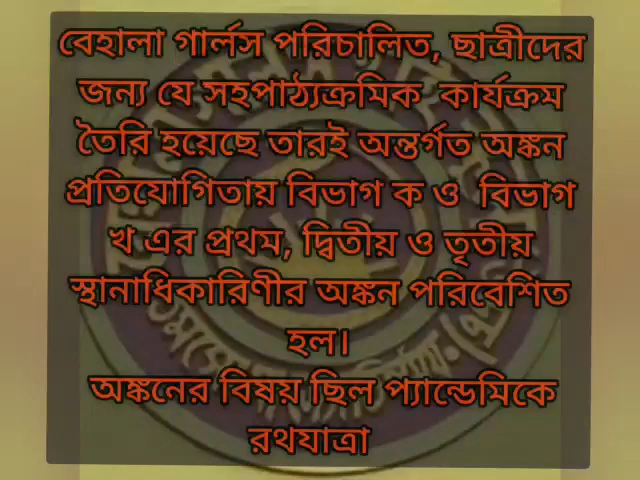 বেহালা গার্লস পরিচালিত, ছাত্রীদের
জন্য যে সহপাঠ্যক্রমিক কার্যক্রম
তৈরি হয়েছে তারই অন্তর্গত অঙ্কন
প্রতিযোগিতায় বিভাগ ক ও বিভাগ
খ এর প্রথম, দ্বিতীয় ও তৃতীয়
স্থানাধিকারিণীর অঙ্কন পরিবেশিত
হল।
অঙ্কনের বিষয় ছিল প্যান্ডেমিকে
রথযাত্রা